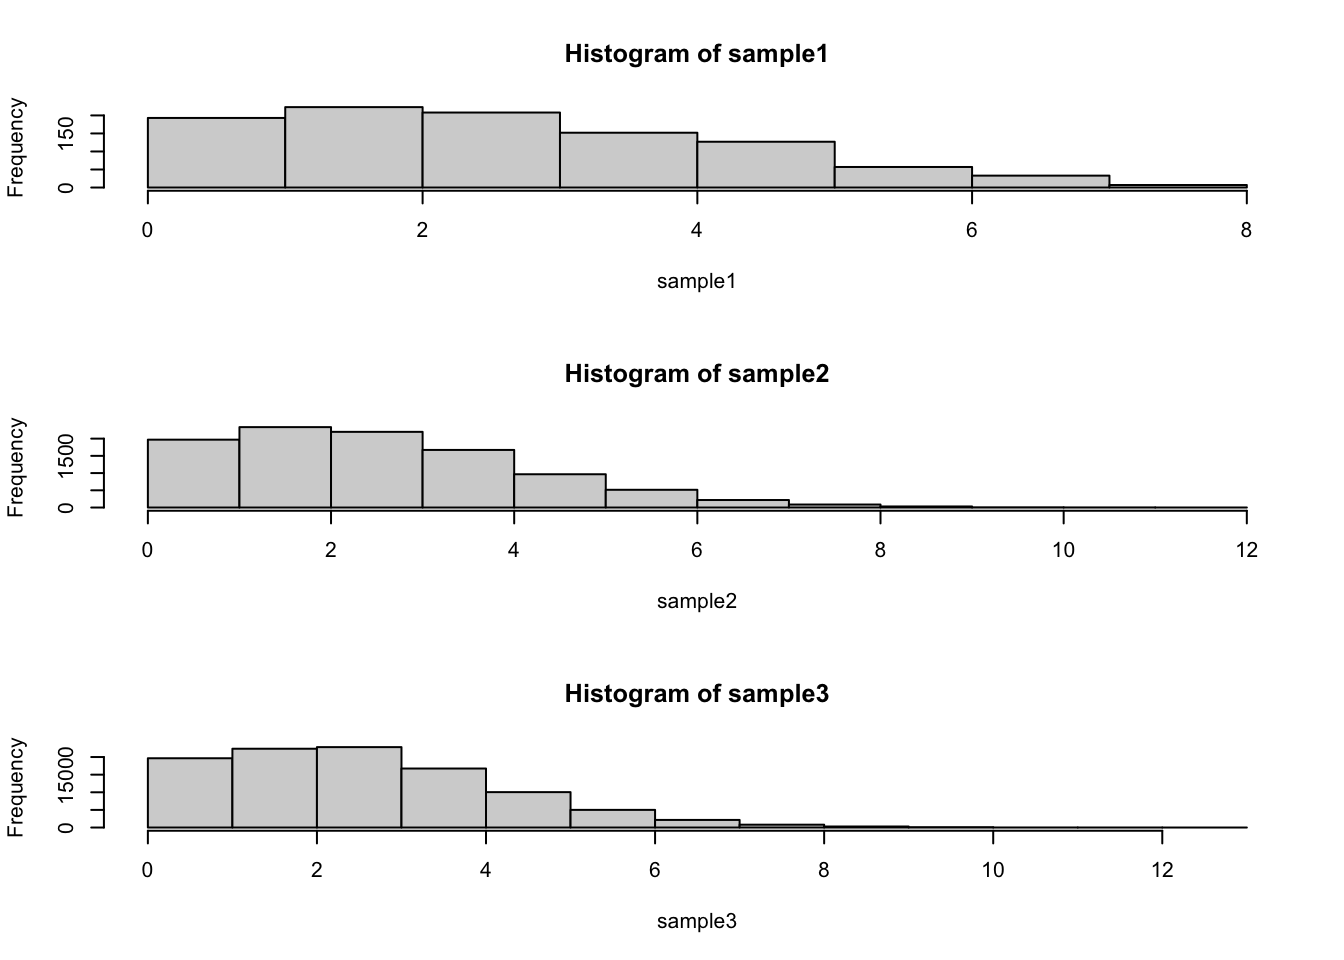 Histogram of sample1
Frequency
150
0
0 2 4 6 8
sample1
Histogram of sample2
Frequency
1500
0
0 2 4 6 8 10 12
sample2
Histogram of sample3
Frequency
15000
0
0 2 4 6 8 10 12
sample3